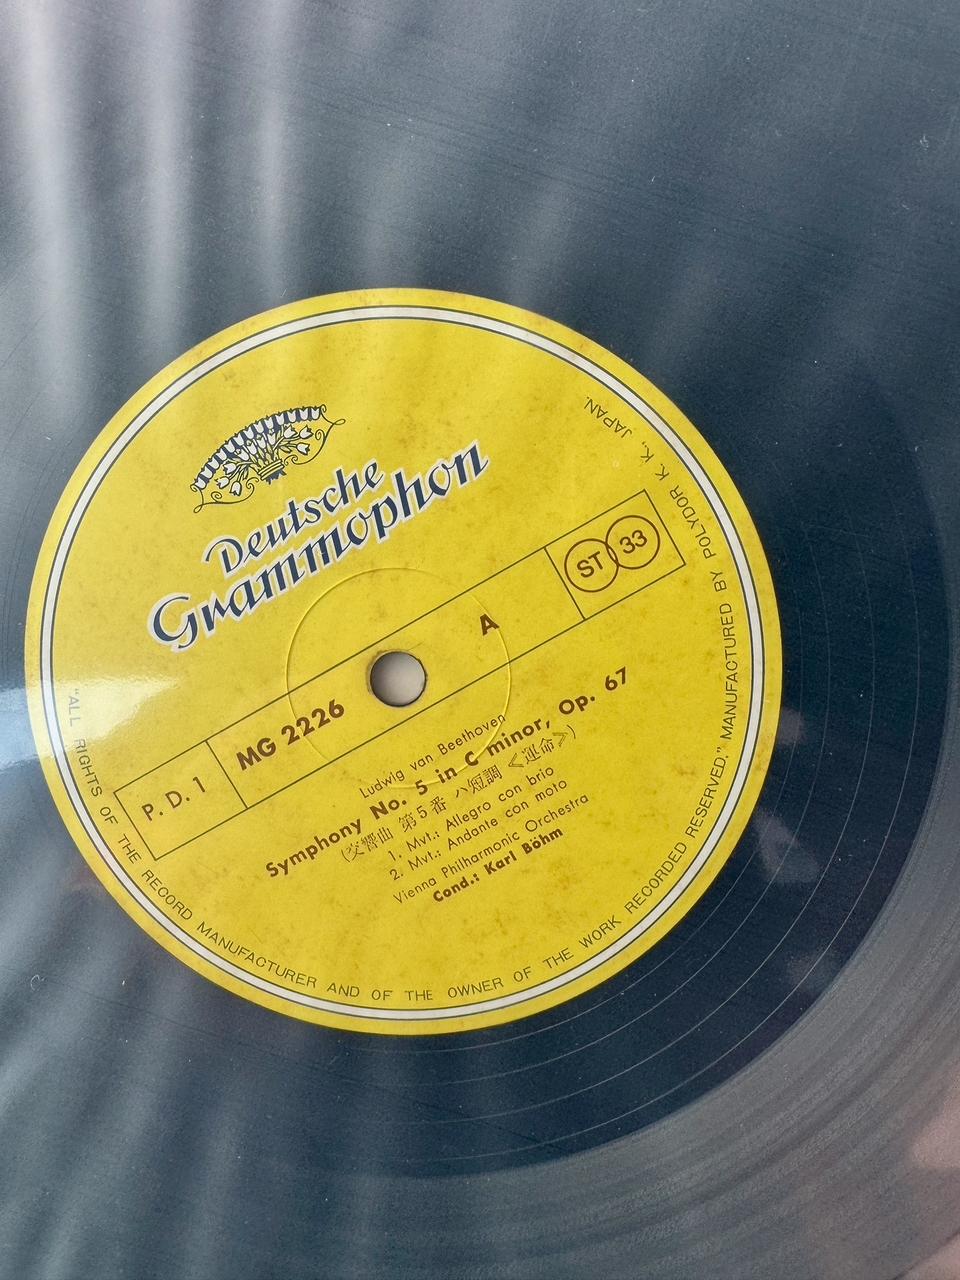 Deutsche
Grammophon
P. D. 1
MG 2226
A
ST 33
Ludwig van Beethoven
Symphony No. 5 in C minor, Op. 67
(交響曲 第5番 ハ短調 《運命》)
1. Mvt.: Allegro con brio
2. Mvt.: Andante con moto
Vienna Philharmonic Orchestra
Cond.: Karl Böhm
"ALL RIGHTS OF THE RECORD MANUFACTURER AND OF THE OWNER OF THE WORK RECORDED RESERVED." MANUFACTURED BY POLYDOR K. K., JAPAN.